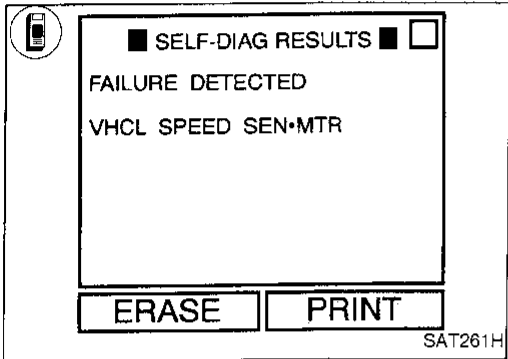 ■ SELF-DIAG RESULTS ■ □
FAILURE DETECTED
VHCL SPEED SEN•MTR
ERASE PRINT
SAT261H